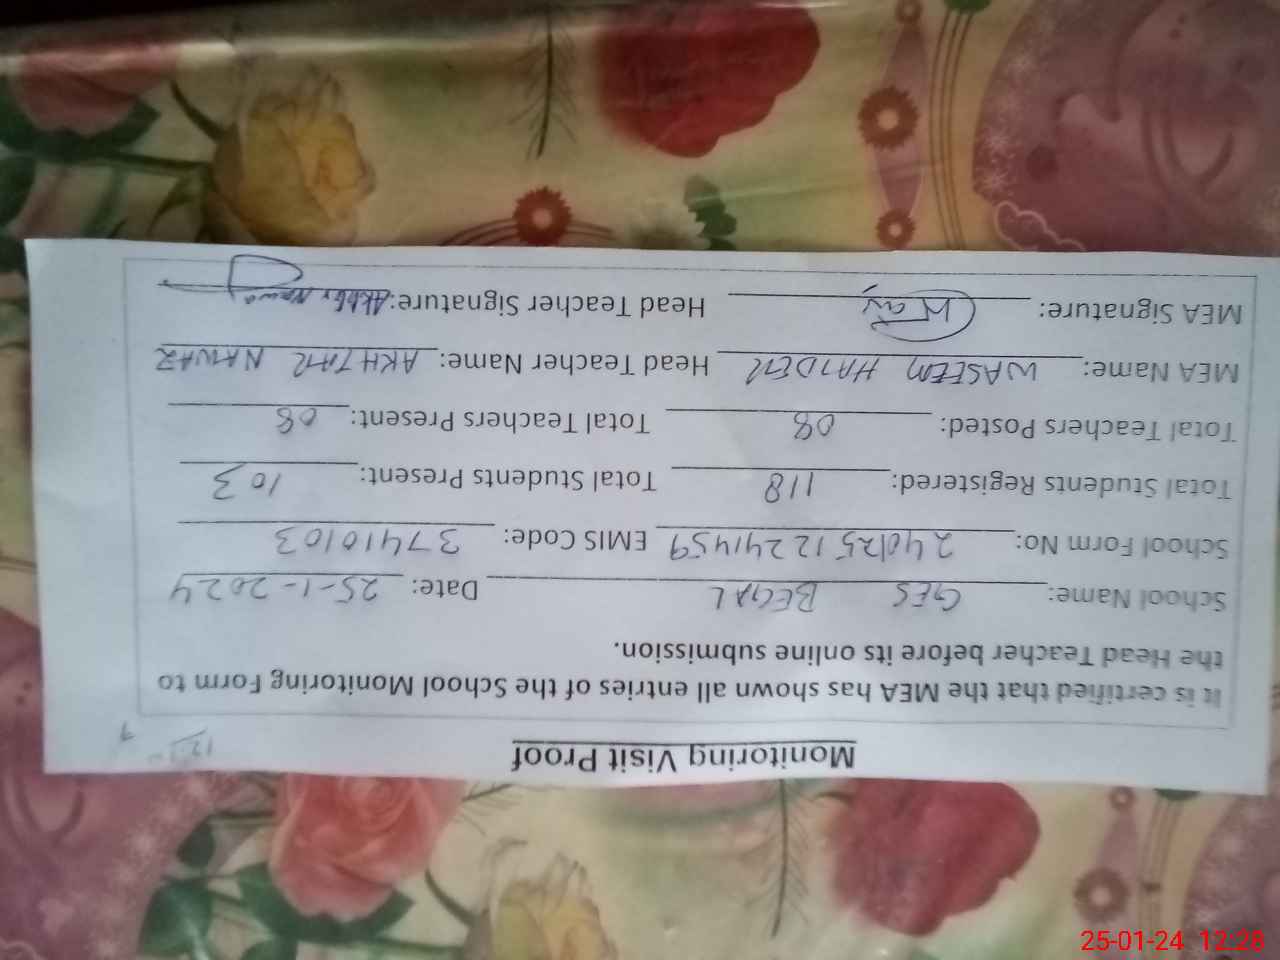 Monitoring Visit Proof
It is certified that the MEA has shown all entries of the School Monitoring Form to
the Head Teacher before its online submission.
School Name: GES BEGAL Date: 25-1-2024
School Form No: 240125122411459 EMIS Code: 37410103
Total Students Registered: 118 Total Students Present: 103
Total Teachers Posted: 08 Total Teachers Present: 08
MEA Name: WASEEM HAIDER Head Teacher Name: AKHTAR NAWAZ
MEA Signature: Head Teacher Signature:
25-01-24 12:28